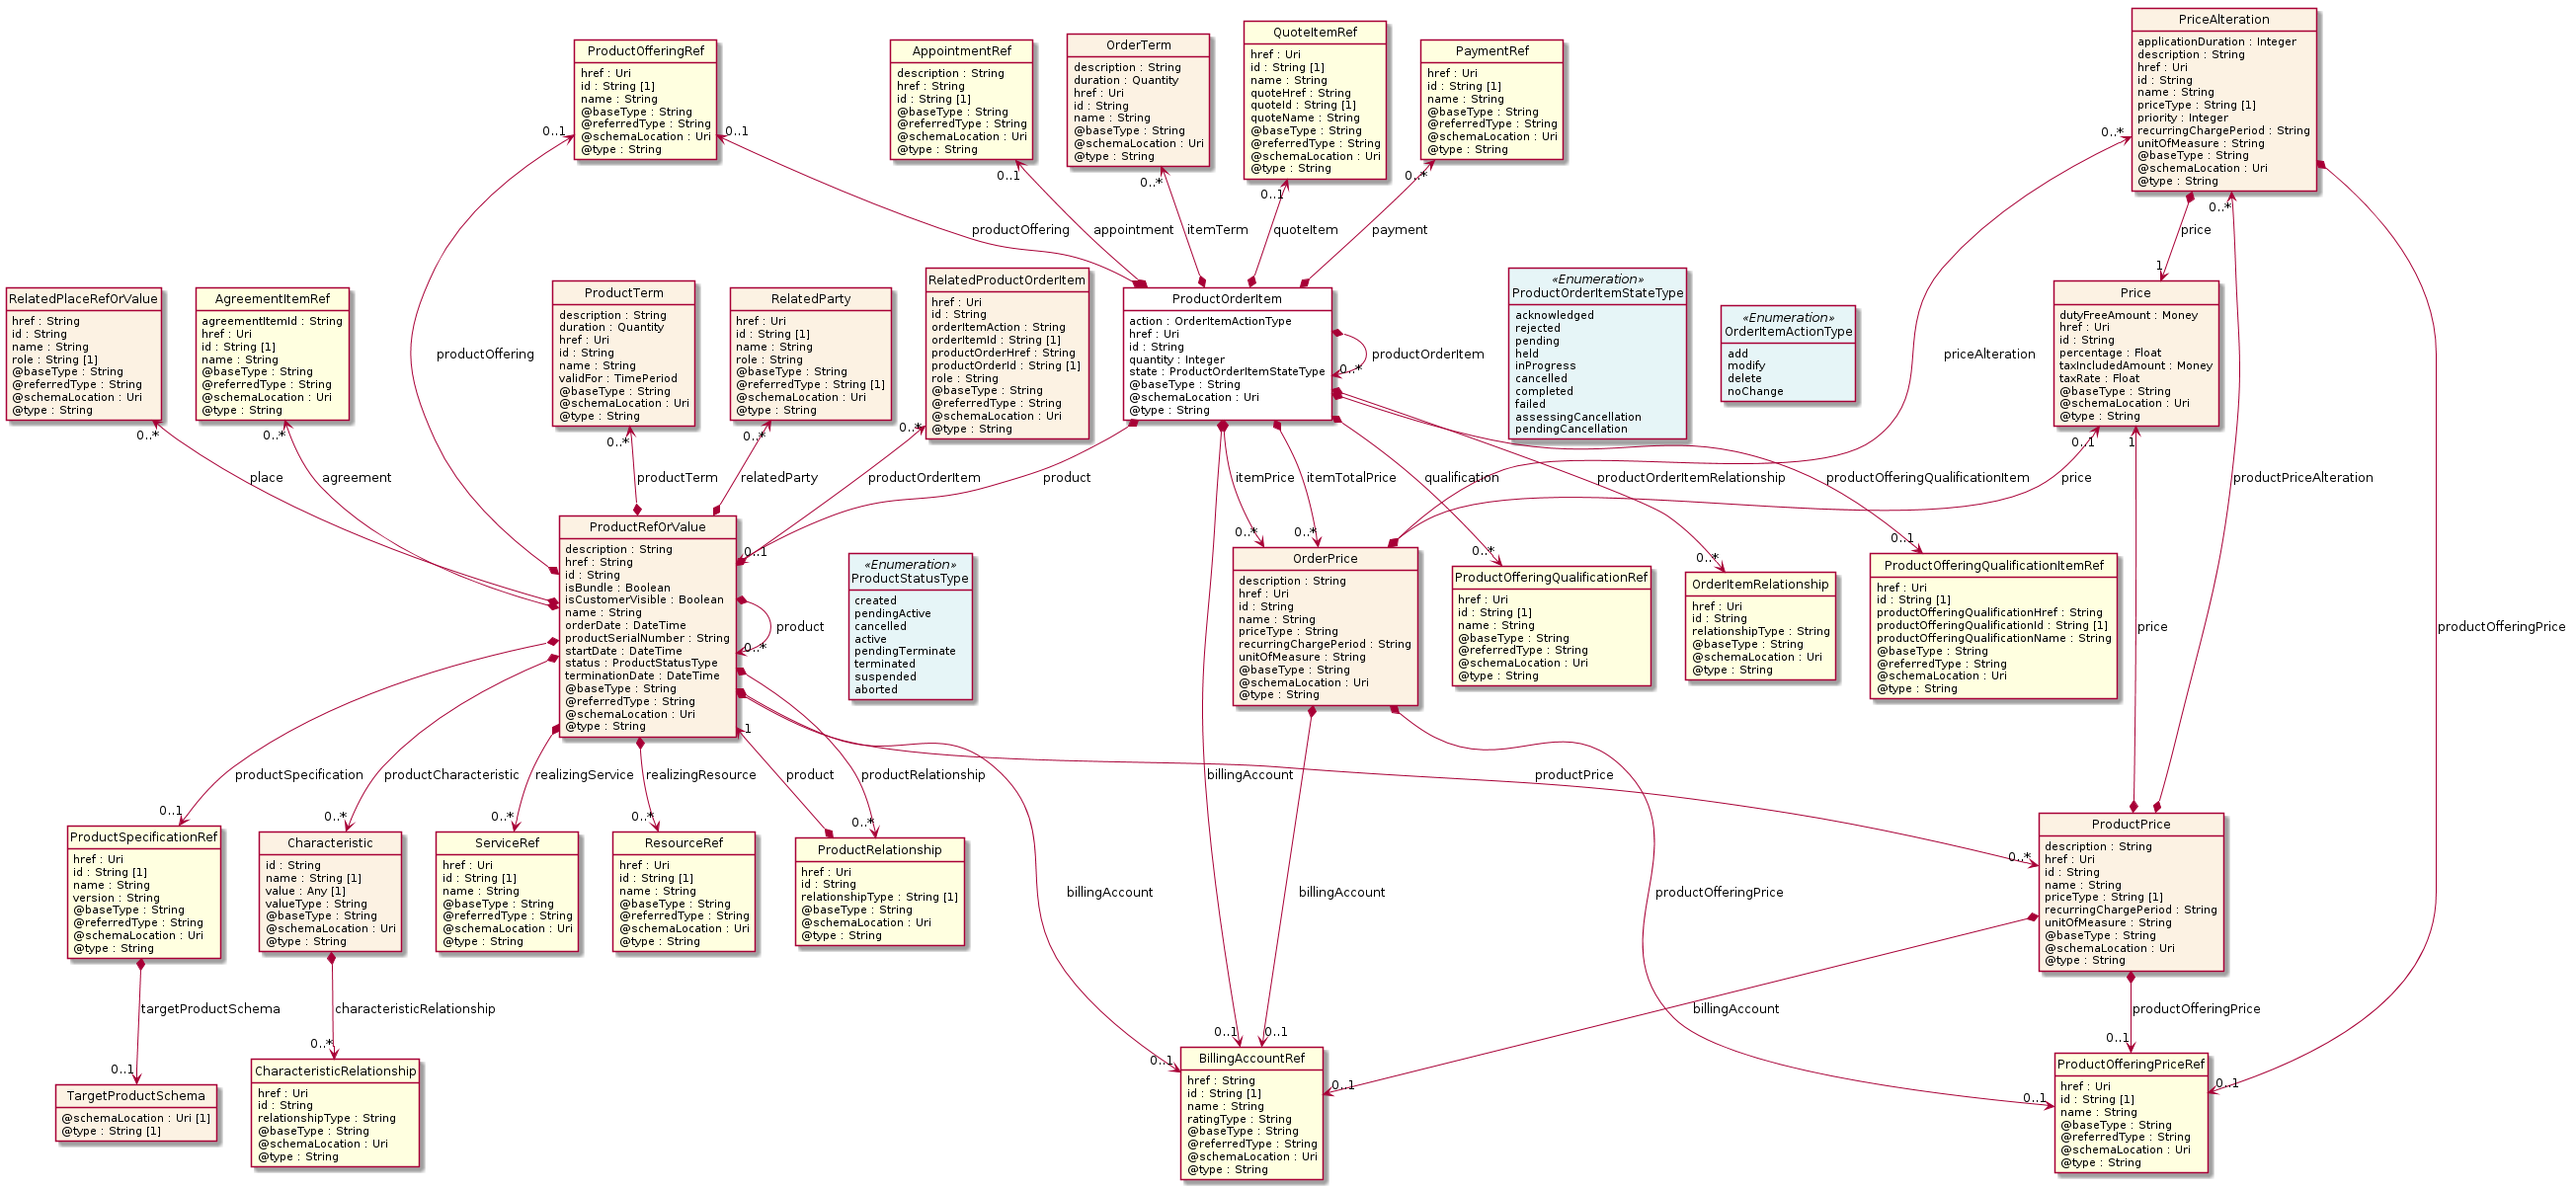 ProductOfferingRef
href : Uri
id : String [1]
name : String
@baseType : String
@referredType : String
@schemaLocation : Uri
@type : String
AppointmentRef
description : String
href : String
id : String [1]
@baseType : String
@referredType : String
@schemaLocation : Uri
@type : String
OrderTerm
description : String
duration : Quantity
href : Uri
id : String
name : String
@baseType : String
@schemaLocation : Uri
@type : String
QuoteItemRef
href : Uri
id : String [1]
name : String
quoteHref : String
quoteId : String [1]
quoteName : String
@baseType : String
@referredType : String
@schemaLocation : Uri
@type : String
PaymentRef
href : Uri
id : String [1]
name : String
@baseType : String
@referredType : String
@schemaLocation : Uri
@type : String
PriceAlteration
applicationDuration : Integer
description : String
href : Uri
id : String
name : String
priceType : String [1]
priority : Integer
recurringChargePeriod : String
unitOfMeasure : String
@baseType : String
@schemaLocation : Uri
@type : String
0..1
0..1
0..1
0..*
0..1
0..*
0..*
0..*
productOffering
appointment
itemTerm
quoteItem
payment
price
1
RelatedPlaceRefOrValue
href : String
id : String
name : String
role : String [1]
@baseType : String
@referredType : String
@schemaLocation : Uri
@type : String
AgreementItemRef
agreementItemId : String
href : Uri
id : String [1]
name : String
@baseType : String
@referredType : String
@schemaLocation : Uri
@type : String
productOffering
ProductTerm
description : String
duration : Quantity
href : Uri
id : String
name : String
validFor : TimePeriod
@baseType : String
@schemaLocation : Uri
@type : String
RelatedParty
href : Uri
id : String [1]
name : String
role : String
@baseType : String
@referredType : String [1]
@schemaLocation : Uri
@type : String
RelatedProductOrderItem
href : Uri
id : String
orderItemAction : String
orderItemId : String [1]
productOrderHref : String
productOrderId : String [1]
role : String
@baseType : String
@referredType : String
@schemaLocation : Uri
@type : String
ProductOrderItem
action : OrderItemActionType
href : Uri
id : String
quantity : Integer
state : ProductOrderItemStateType
@baseType : String
@schemaLocation : Uri
@type : String
productOrderItem
0..*
«Enumeration»
ProductOrderItemStateType
acknowledged
rejected
pending
held
inProgress
cancelled
completed
failed
assessingCancellation
pendingCancellation
«Enumeration»
OrderItemActionType
add
modify
delete
noChange
priceAlteration
Price
dutyFreeAmount : Money
href : Uri
id : String
percentage : Float
taxIncludedAmount : Money
taxRate : Float
@baseType : String
@schemaLocation : Uri
@type : String
0..*
0..*
0..*
0..*
0..*
0..1
1
place
agreement
productTerm
relatedParty
productOrderItem
product
itemPrice
itemTotalPrice
qualification
productOrderItemRelationship
productOfferingQualificationItem
price
productPriceAlteration
ProductRefOrValue
description : String
href : String
id : String
isBundle : Boolean
isCustomerVisible : Boolean
name : String
orderDate : DateTime
productSerialNumber : String
startDate : DateTime
status : ProductStatusType
terminationDate : DateTime
@baseType : String
@referredType : String
@schemaLocation : Uri
@type : String
0..1
product
0..*
1
«Enumeration»
ProductStatusType
created
pendingActive
cancelled
active
pendingTerminate
terminated
suspended
aborted
0..*
0..*
0..*
0..*
0..1
OrderPrice
description : String
href : Uri
id : String
name : String
priceType : String
recurringChargePeriod : String
unitOfMeasure : String
@baseType : String
@schemaLocation : Uri
@type : String
ProductOfferingQualificationRef
href : Uri
id : String [1]
name : String
@baseType : String
@referredType : String
@schemaLocation : Uri
@type : String
OrderItemRelationship
href : Uri
id : String
relationshipType : String
@baseType : String
@schemaLocation : Uri
@type : String
ProductOfferingQualificationItemRef
href : Uri
id : String [1]
productOfferingQualificationHref : String
productOfferingQualificationId : String [1]
productOfferingQualificationName : String
@baseType : String
@referredType : String
@schemaLocation : Uri
@type : String
price
productOfferingPrice
productSpecification
productCharacteristic
realizingService
realizingResource
product
productRelationship
billingAccount
productPrice
0..1
0..*
0..*
0..*
0..*
0..*
ProductSpecificationRef
href : Uri
id : String [1]
name : String
version : String
@baseType : String
@referredType : String
@schemaLocation : Uri
@type : String
Characteristic
id : String
name : String [1]
value : Any [1]
valueType : String
@baseType : String
@schemaLocation : Uri
@type : String
ServiceRef
href : Uri
id : String [1]
name : String
@baseType : String
@referredType : String
@schemaLocation : Uri
@type : String
ResourceRef
href : Uri
id : String [1]
name : String
@baseType : String
@referredType : String
@schemaLocation : Uri
@type : String
ProductRelationship
href : Uri
id : String
relationshipType : String [1]
@baseType : String
@schemaLocation : Uri
@type : String
billingAccount
billingAccount
productOfferingPrice
ProductPrice
description : String
href : Uri
id : String
name : String
priceType : String [1]
recurringChargePeriod : String
unitOfMeasure : String
@baseType : String
@schemaLocation : Uri
@type : String
targetProductSchema
characteristicRelationship
billingAccount
productOfferingPrice
0..1
0..*
0..1
0..1
0..1
0..1
0..1
0..1
0..1
TargetProductSchema
@schemaLocation : Uri [1]
@type : String [1]
CharacteristicRelationship
href : Uri
id : String
relationshipType : String
@baseType : String
@schemaLocation : Uri
@type : String
BillingAccountRef
href : String
id : String [1]
name : String
ratingType : String
@baseType : String
@referredType : String
@schemaLocation : Uri
@type : String
ProductOfferingPriceRef
href : Uri
id : String [1]
name : String
@baseType : String
@referredType : String
@schemaLocation : Uri
@type : String